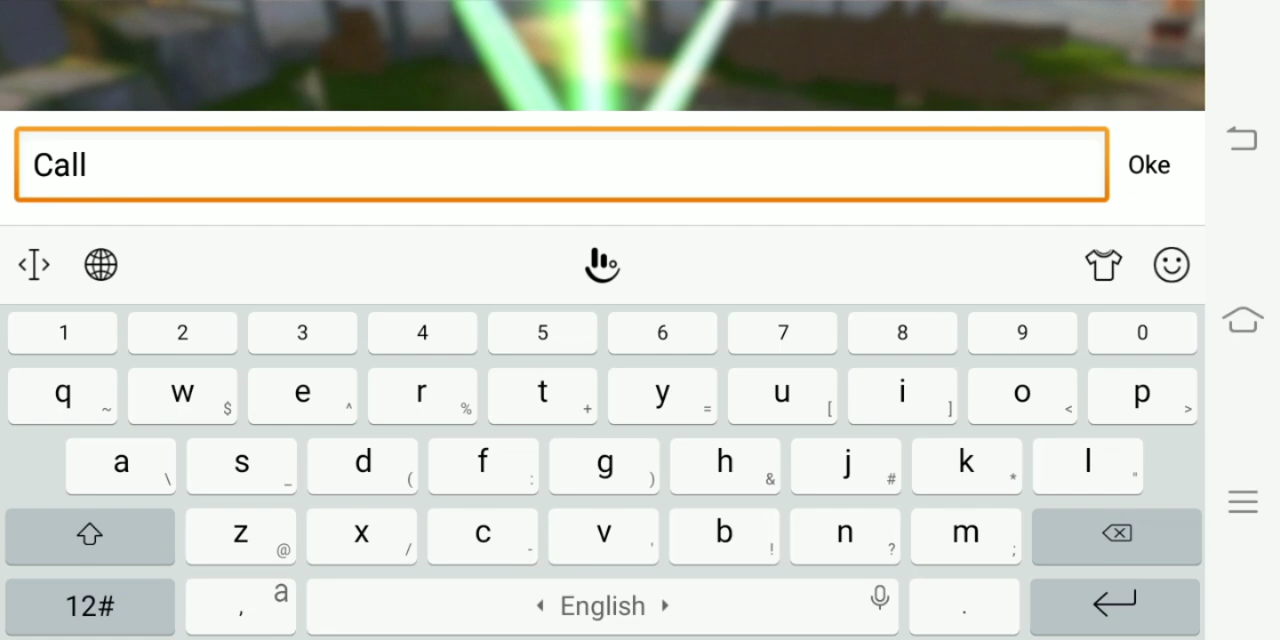 Call
Oke
1 2 3 4 5 6 7 8 9 0
q ~ w $ e ^ r % t + y = u [ i ] o < p >
a \ s _ d ( f : g ) h & j # k * l "
z @ x / c - v ' b ! n ? m ;
12# , a English .